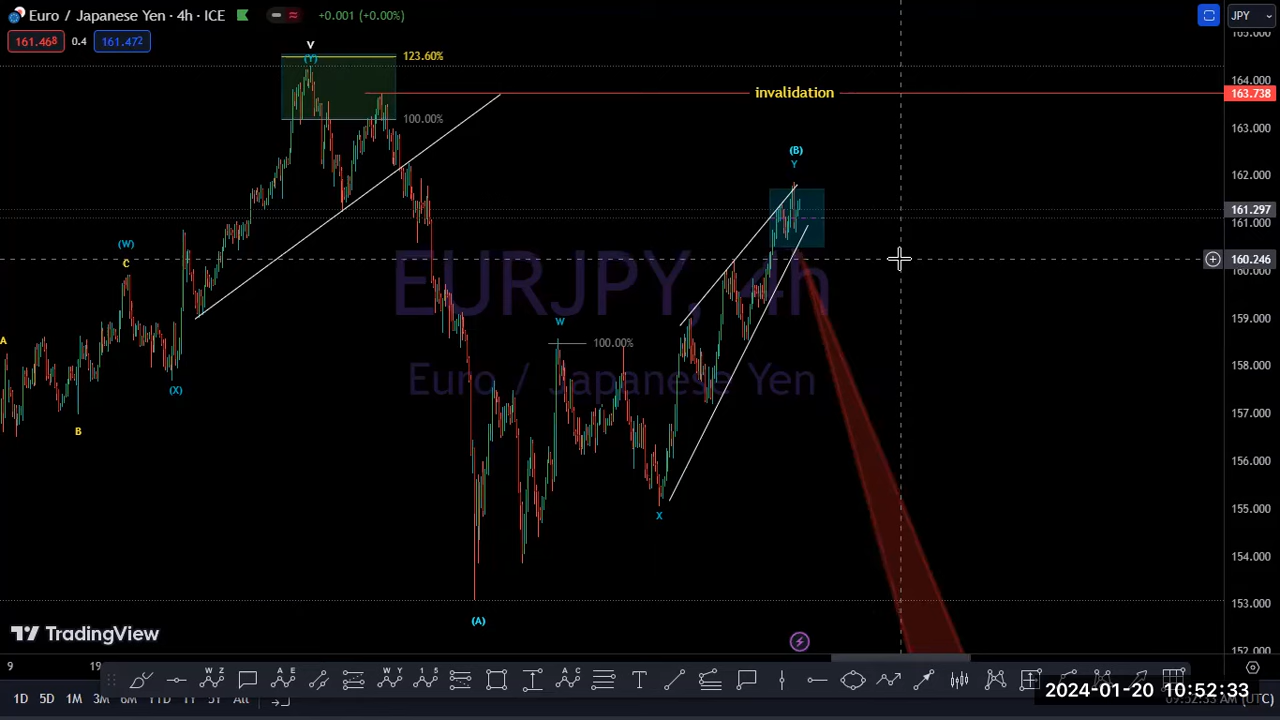 Euro / Japanese Yen · 4h · ICE
+0.001 (+0.00%)
JPY
161.468
0.4
161.472
165.000
V
(Y)
123.60%
164.000
invalidation
163.738
100.00%
163.000
(B)
Y
162.000
161.297
161.000
(W)
C
160.246
160.000
EURJPY, 4h
159.000
W
A
100.00%
158.000
Euro / Japanese Yen
(X)
157.000
B
156.000
155.000
X
154.000
153.000
(A)
TradingView
152.000
9
19
W Z
A E
W Y
1 5
A C
T
2024-01-20 10:52:33
1D
5D
1M
3M
6M
YTD
1Y
5Y
All